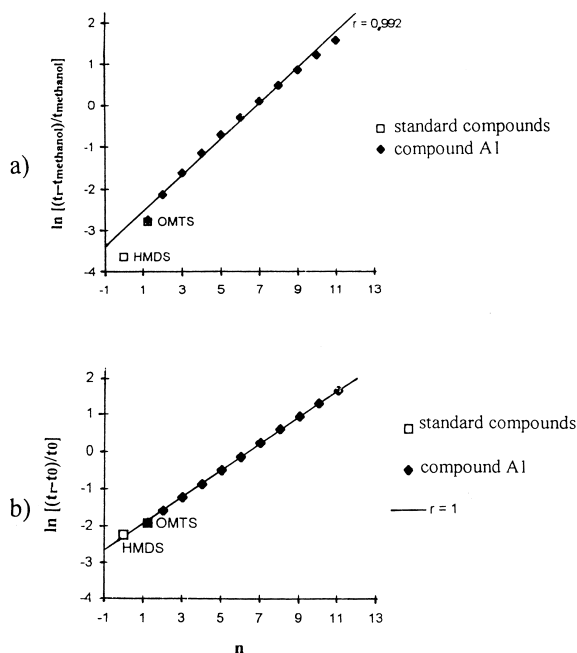 a)
ln [(tr–tmethanol)/tmethanol]
2
1
0
-1
-2
-3
-4
-1 1 3 5 7 9 11 13
r = 0,992
OMTS
HMDS
standard compounds
compound A1
b)
ln [(tr–t0)/t0]
2
1
0
-1
-2
-3
-4
-1 1 3 5 7 9 11 13
OMTS
HMDS
standard compounds
compound A1
r = 1
n